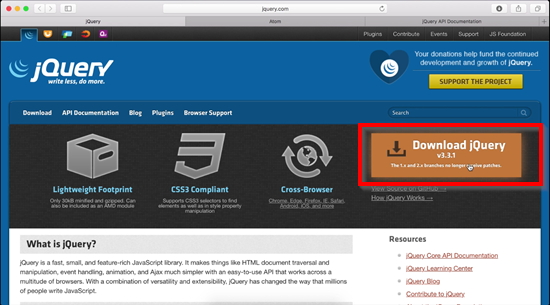 jquery.com
jQuery
Atom
jQuery API Documentation
Plugins Contribute Events Support JS Foundation
jQuery
write less, do more.
Your donations help fund the continued
development and growth of jQuery.
SUPPORT THE PROJECT
Download API Documentation Blog Plugins Browser Support
Search
Download jQuery
v3.3.1
The 1.x and 2.x branches no longer receive patches.
View Source on GitHub →
How jQuery Works →
Lightweight Footprint
Only 30kB minified and gzipped. Can
also be included as an AMD module
CSS3 Compliant
Supports CSS3 selectors to find
elements as well as in style property
manipulation
Cross-Browser
Chrome, Edge, Firefox, IE, Safari,
Android, iOS, and more
What is jQuery?
jQuery is a fast, small, and feature-rich JavaScript library. It makes things like HTML document traversal and
manipulation, event handling, animation, and Ajax much simpler with an easy-to-use API that works across a
multitude of browsers. With a combination of versatility and extensibility, jQuery has changed the way that millions
of people write JavaScript.
Resources
jQuery Core API Documentation
jQuery Learning Center
jQuery Blog
Contribute to jQuery